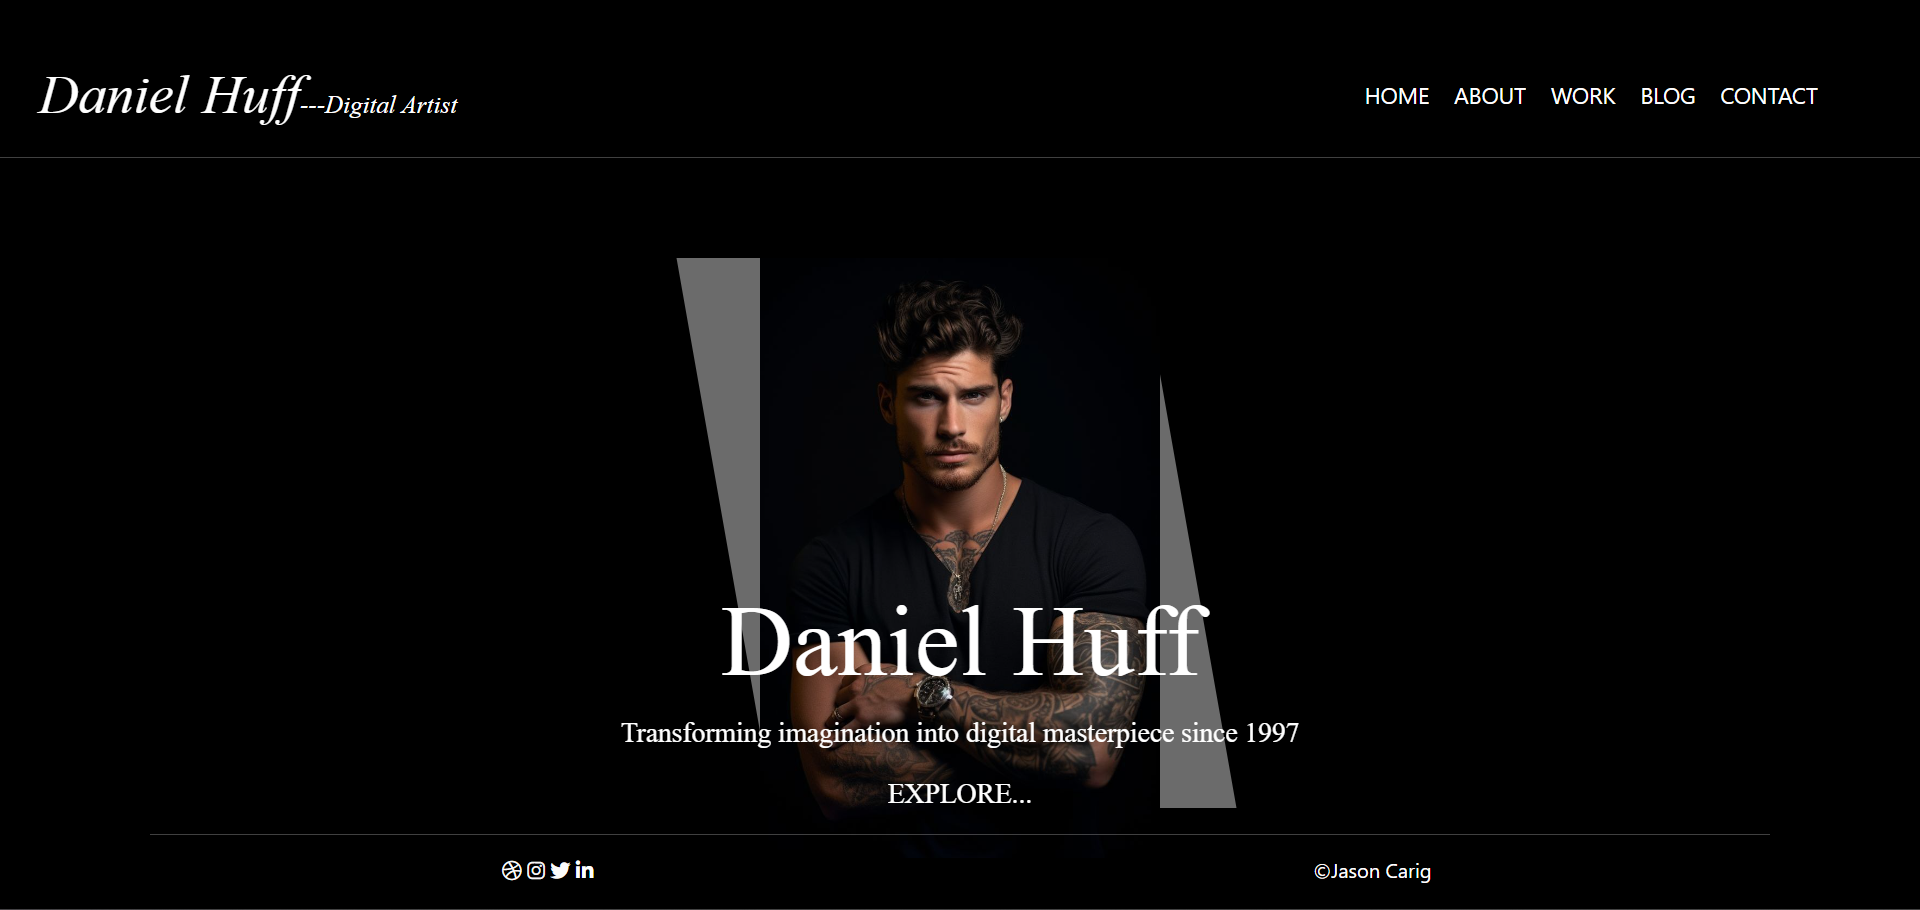 Daniel Huff---Digital Artist
HOME ABOUT WORK BLOG CONTACT
Daniel Huff
Transforming imagination into digital masterpiece since 1997
EXPLORE...
©Jason Carig